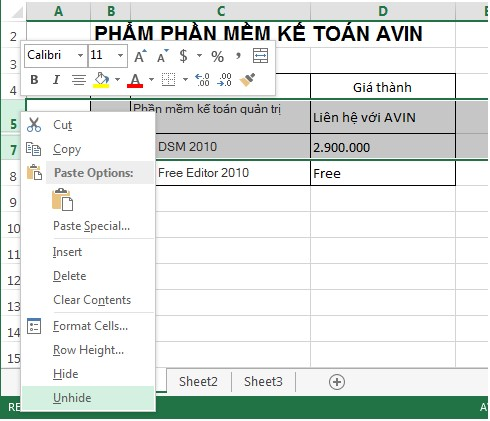 A B C D E
2 PHẦM PHẦN MỀM KẾ TOÁN AVIN
Calibri 11 A A $ % ,
3
B I A
4 Giá thành
5 Phần mềm kế toán quản trị Liên hệ với AVIN
7 DSM 2010 2.900.000
8 Free Editor 2010 Free
9
10
11
12
13
14
15
Cut
Copy
Paste Options:
Paste Special...
Insert
Delete
Clear Contents
Format Cells...
Row Height...
Hide
Unhide
Sheet2 Sheet3
RE